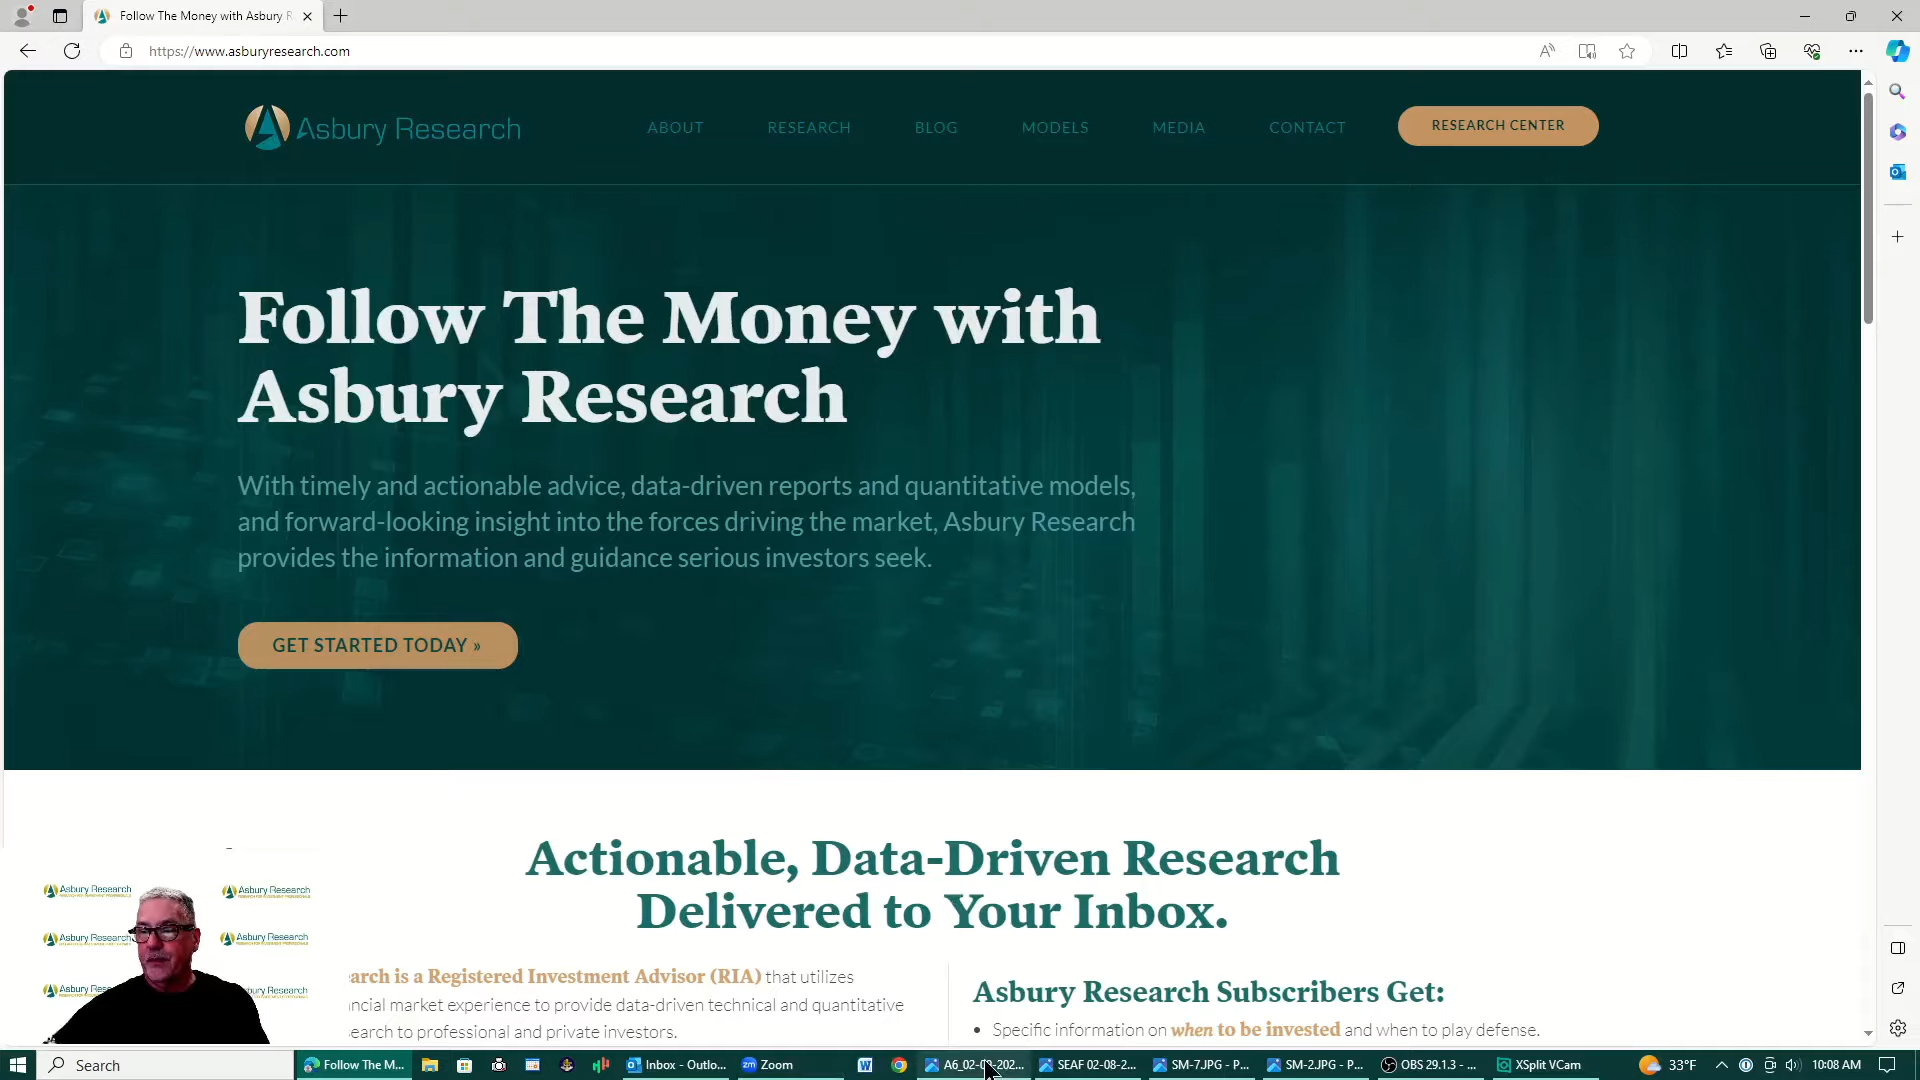 Follow The Money with Asbury R
https://www.asburyresearch.com
Asbury Research
ABOUT
RESEARCH
BLOG
MODELS
MEDIA
CONTACT
RESEARCH CENTER
Follow The Money with
Asbury Research
With timely and actionable advice, data-driven reports and quantitative models,
and forward-looking insight into the forces driving the market, Asbury Research
provides the information and guidance serious investors seek.
GET STARTED TODAY »
Actionable, Data-Driven Research
Delivered to Your Inbox.
arch is a Registered Investment Advisor (RIA) that utilizes
ncial market experience to provide data-driven technical and quantitative
earch to professional and private investors.
Asbury Research Subscribers Get:
• Specific information on when to be invested and when to play defense.
Asbury Research
Asbury Research
Asbury Research
Asbury Research
Search
Follow The M...
Inbox - Outlo...
zm Zoom
SEAF 02-08-2...
SM-7.JPG - P...
SM-2.JPG - P...
OBS 29.1.3 - ...
XSplit VCam
33°F
10:08 AM